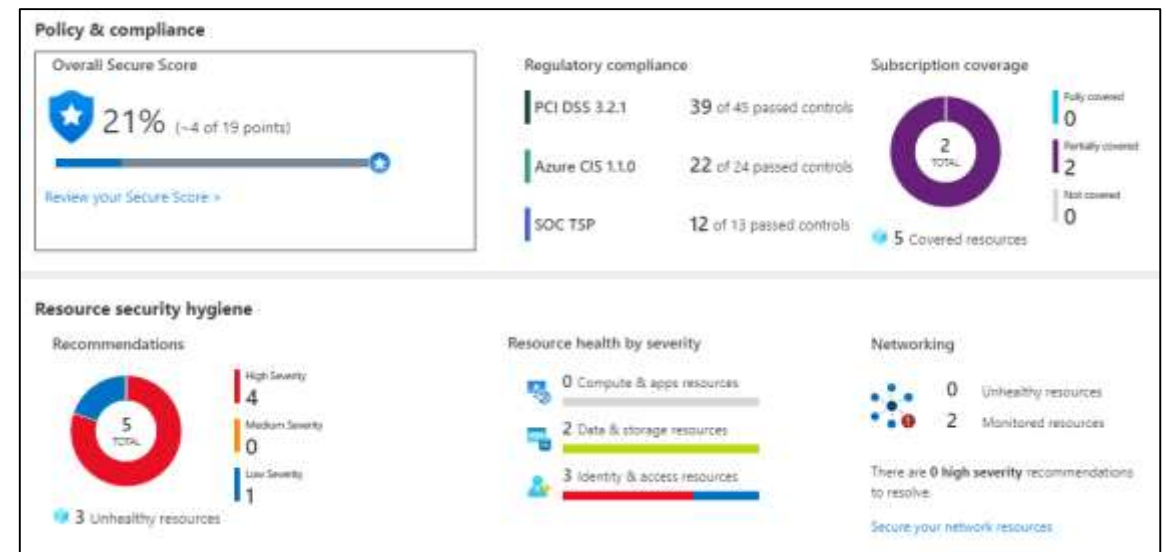 Policy & compliance
Overall Secure Score
21% (~4 of 19 points)
Review your Secure Score >
Regulatory compliance
PCI DSS 3.2.1 39 of 45 passed controls
Azure CIS 1.1.0 22 of 24 passed controls
SOC TSP 12 of 13 passed controls
Subscription coverage
2
TOTAL
Fully covered
0
Partially covered
2
Not covered
0
5 Covered resources
Resource security hygiene
Recommendations
5
TOTAL
High Severity
4
Medium Severity
0
Low Severity
1
3 Unhealthy resources
Resource health by severity
0 Compute & apps resources
2 Data & storage resources
3 Identity & access resources
Networking
0 Unhealthy resources
2 Monitored resources
There are 0 high severity recommendations
to resolve.
Secure your network resources